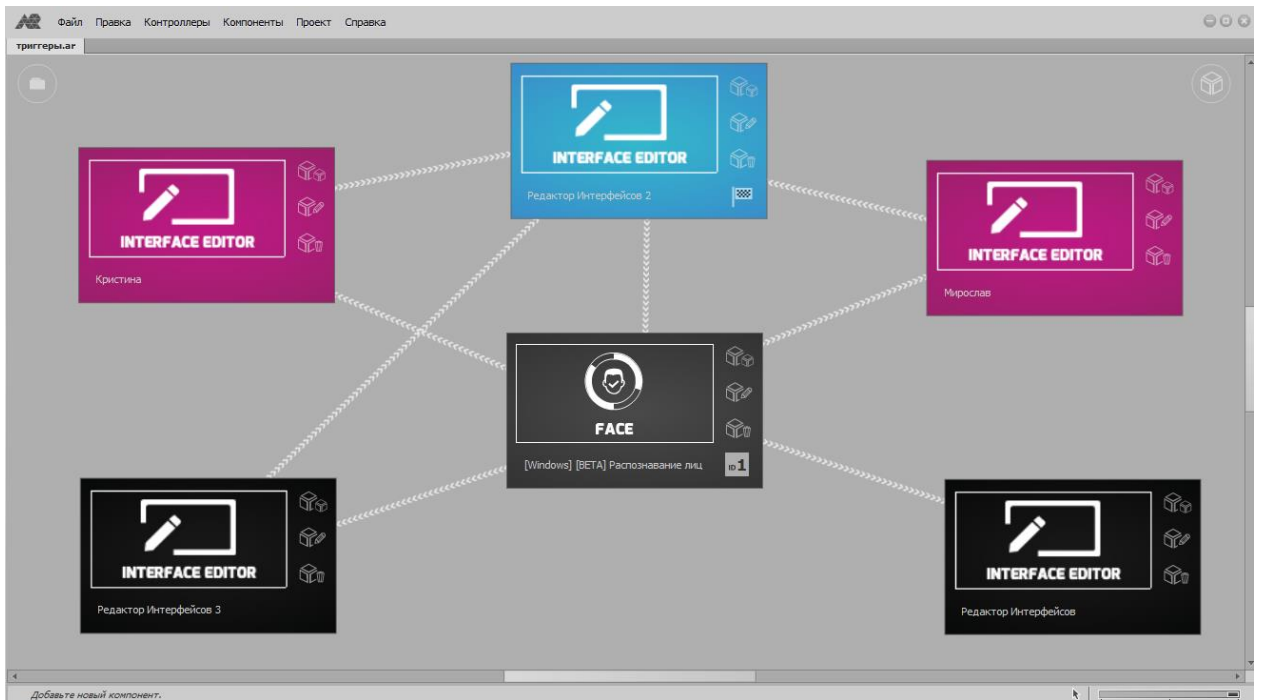 AR Файл Правка Контроллеры Компоненты Проект Справка
триггеры.ar
INTERFACE EDITOR
Редактор Интерфейсов 2
INTERFACE EDITOR
Кристина
INTERFACE EDITOR
Мирослав
FACE
[Windows] [BETA] Распознавание лиц
ID 1
INTERFACE EDITOR
Редактор Интерфейсов 3
INTERFACE EDITOR
Редактор Интерфейсов
Добавьте новый компонент.